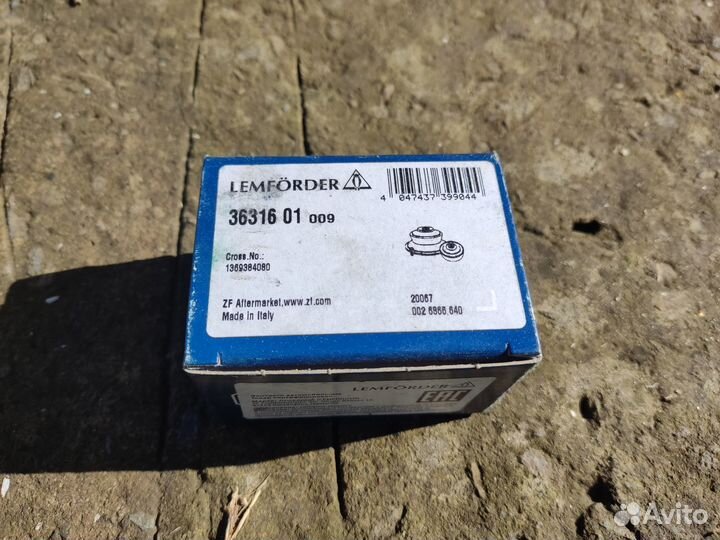 LEMFÖRDER
4 047437 399044
36316 01 009
Cross.No.:
1369384080
ZF Aftermarket,www.zf.com
Made in Italy
20067
002 6966.640
LEMFÖRDER
EAC
Avito